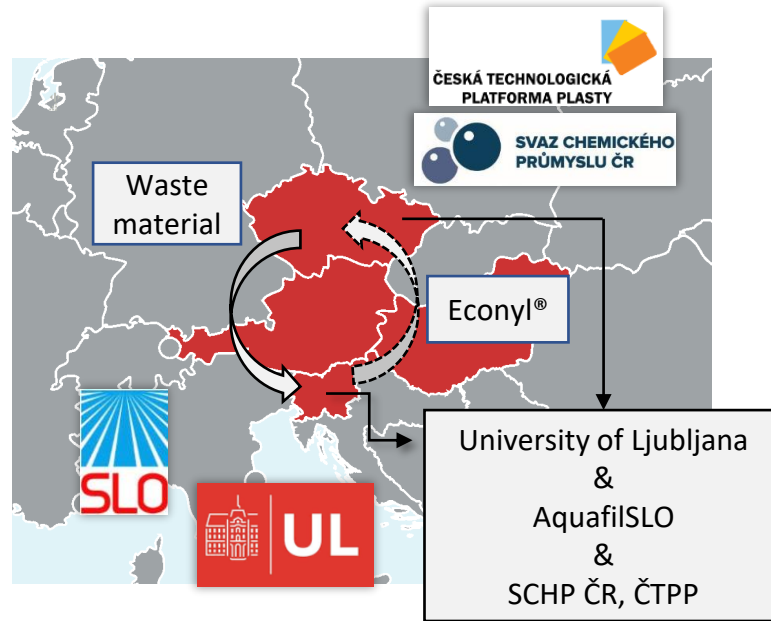 ČESKÁ TECHNOLOGICKÁ
PLATFORMA PLASTY
SVAZ CHEMICKÉHO
PRŮMYSLU ČR
Waste
material
Econyl®
SLO
UL
University of Ljubljana
&
AquafilSLO
&
SCHP ČR, ČTPP